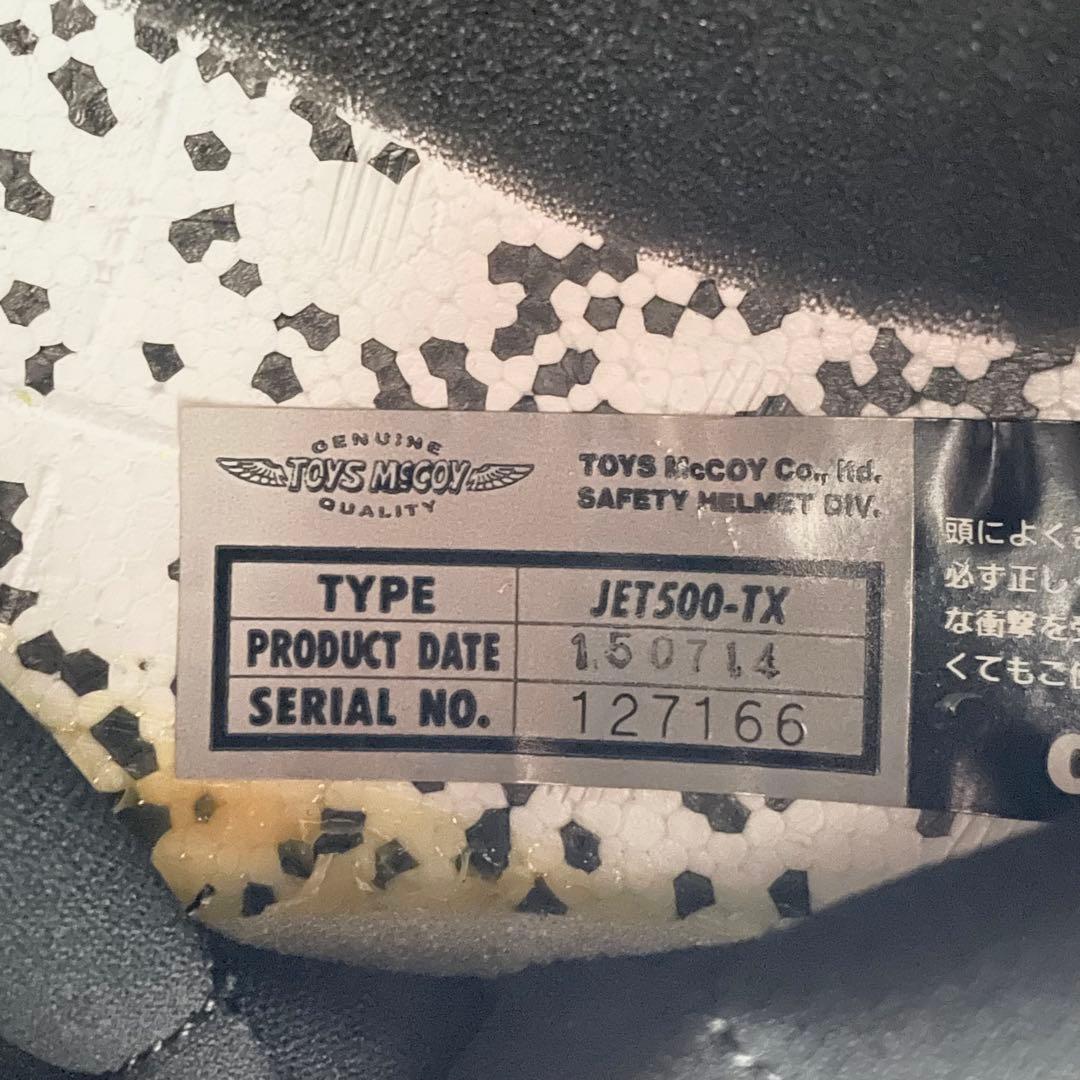 GENUINE
TOYS McCOY
QUALITY
TOYS McCOY Co., ltd.
SAFETY HELMET DIV.
TYPE JET500-TX
PRODUCT DATE 150714
SERIAL NO. 127166
頭によく
必ず正し
な衝撃を
くてもご